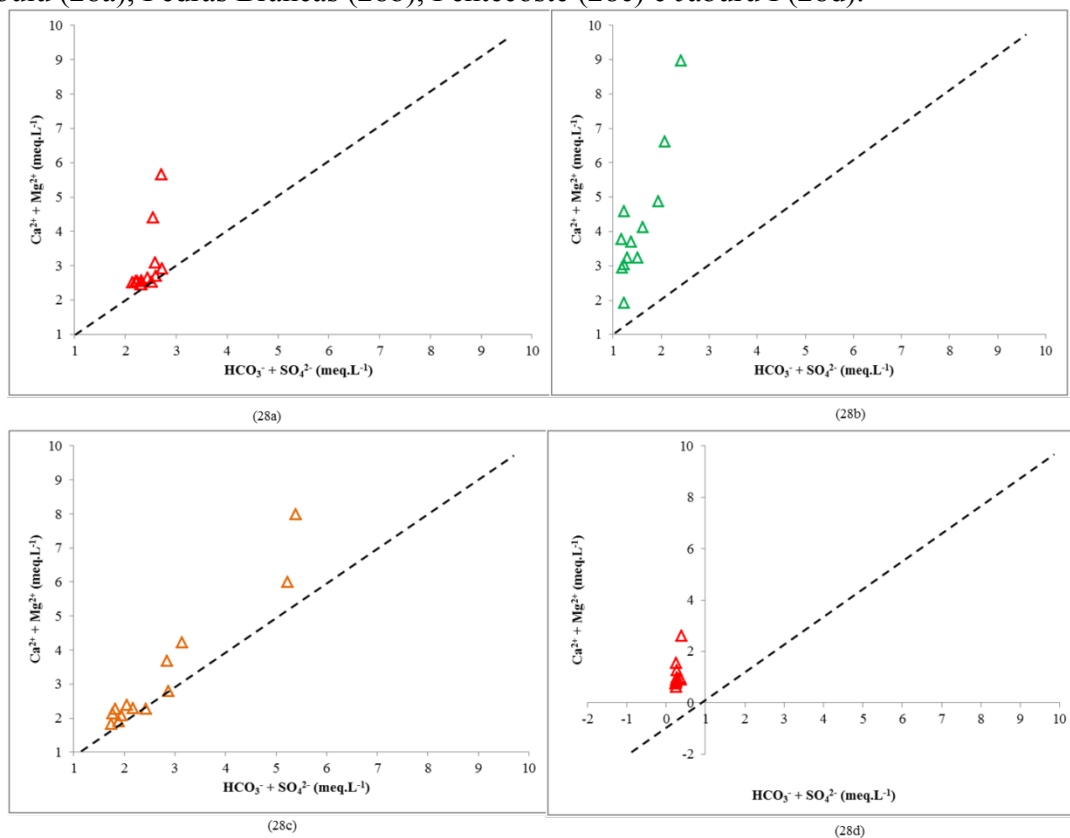 (28a), Pedras Brancas (28b), Pentecoste (28c) e Jaburu I (28d).
10
9
8
7
6
5
4
3
2
1
Ca²⁺ + Mg²⁺ (meq.L⁻¹)
1 2 3 4 5 6 7 8 9 10
HCO₃⁻ + SO₄²⁻ (meq.L⁻¹)
(28a)
10
9
8
7
6
5
4
3
2
1
Ca²⁺ + Mg²⁺ (meq.L⁻¹)
1 2 3 4 5 6 7 8 9 10
HCO₃⁻ + SO₄²⁻ (meq.L⁻¹)
(28b)
10
9
8
7
6
5
4
3
2
1
Ca²⁺ + Mg²⁺ (meq.L⁻¹)
1 2 3 4 5 6 7 8 9 10
HCO₃⁻ + SO₄²⁻ (meq.L⁻¹)
(28c)
10
8
6
4
2
0
-2
Ca²⁺ + Mg²⁺ (meq.L⁻¹)
-2 -1 0 1 2 3 4 5 6 7 8 9 10
HCO₃⁻ + SO₄²⁻ (meq.L⁻¹)
(28d)